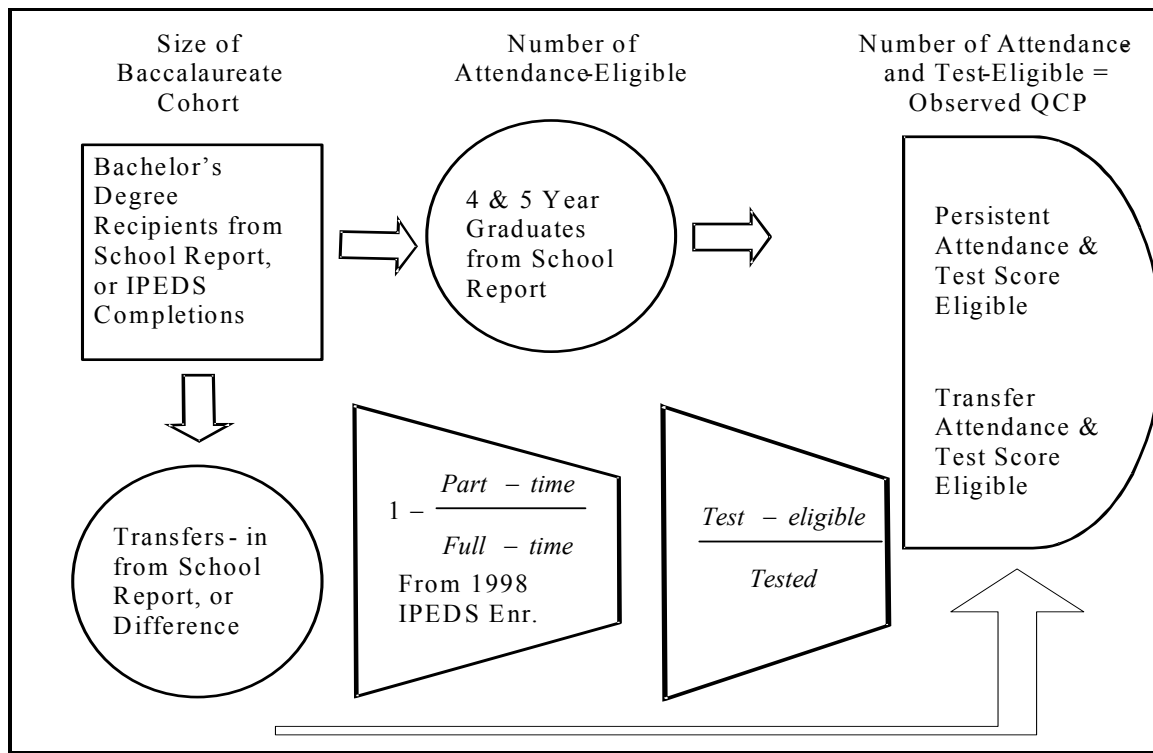 Size of
Baccalaureate
Cohort
Number of
Attendance-Eligible
Number of Attendance-
and Test-Eligible =
Observed QCP
Bachelor's
Degree
Recipients from
School Report,
or IPEDS
Completions
4 & 5 Year
Graduates
from School
Report
Persistent
Attendance &
Test Score
Eligible
Transfer
Attendance &
Test Score
Eligible
Transfers- in
from School
Report, or
Difference
1 – Part – time
Full – time
From 1998
IPEDS Enr.
Test – eligible
Tested